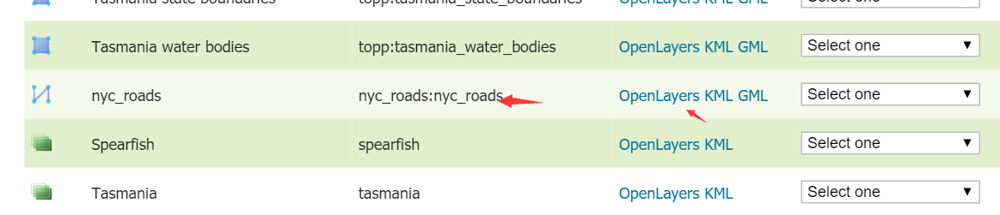 Tasmania state boundaries topp:tasmania_state_boundaries OpenLayers KML GML Select one
Tasmania water bodies topp:tasmania_water_bodies OpenLayers KML GML Select one
nyc_roads nyc_roads:nyc_roads OpenLayers KML GML Select one
Spearfish spearfish OpenLayers KML Select one
Tasmania tasmania OpenLayers KML Select one